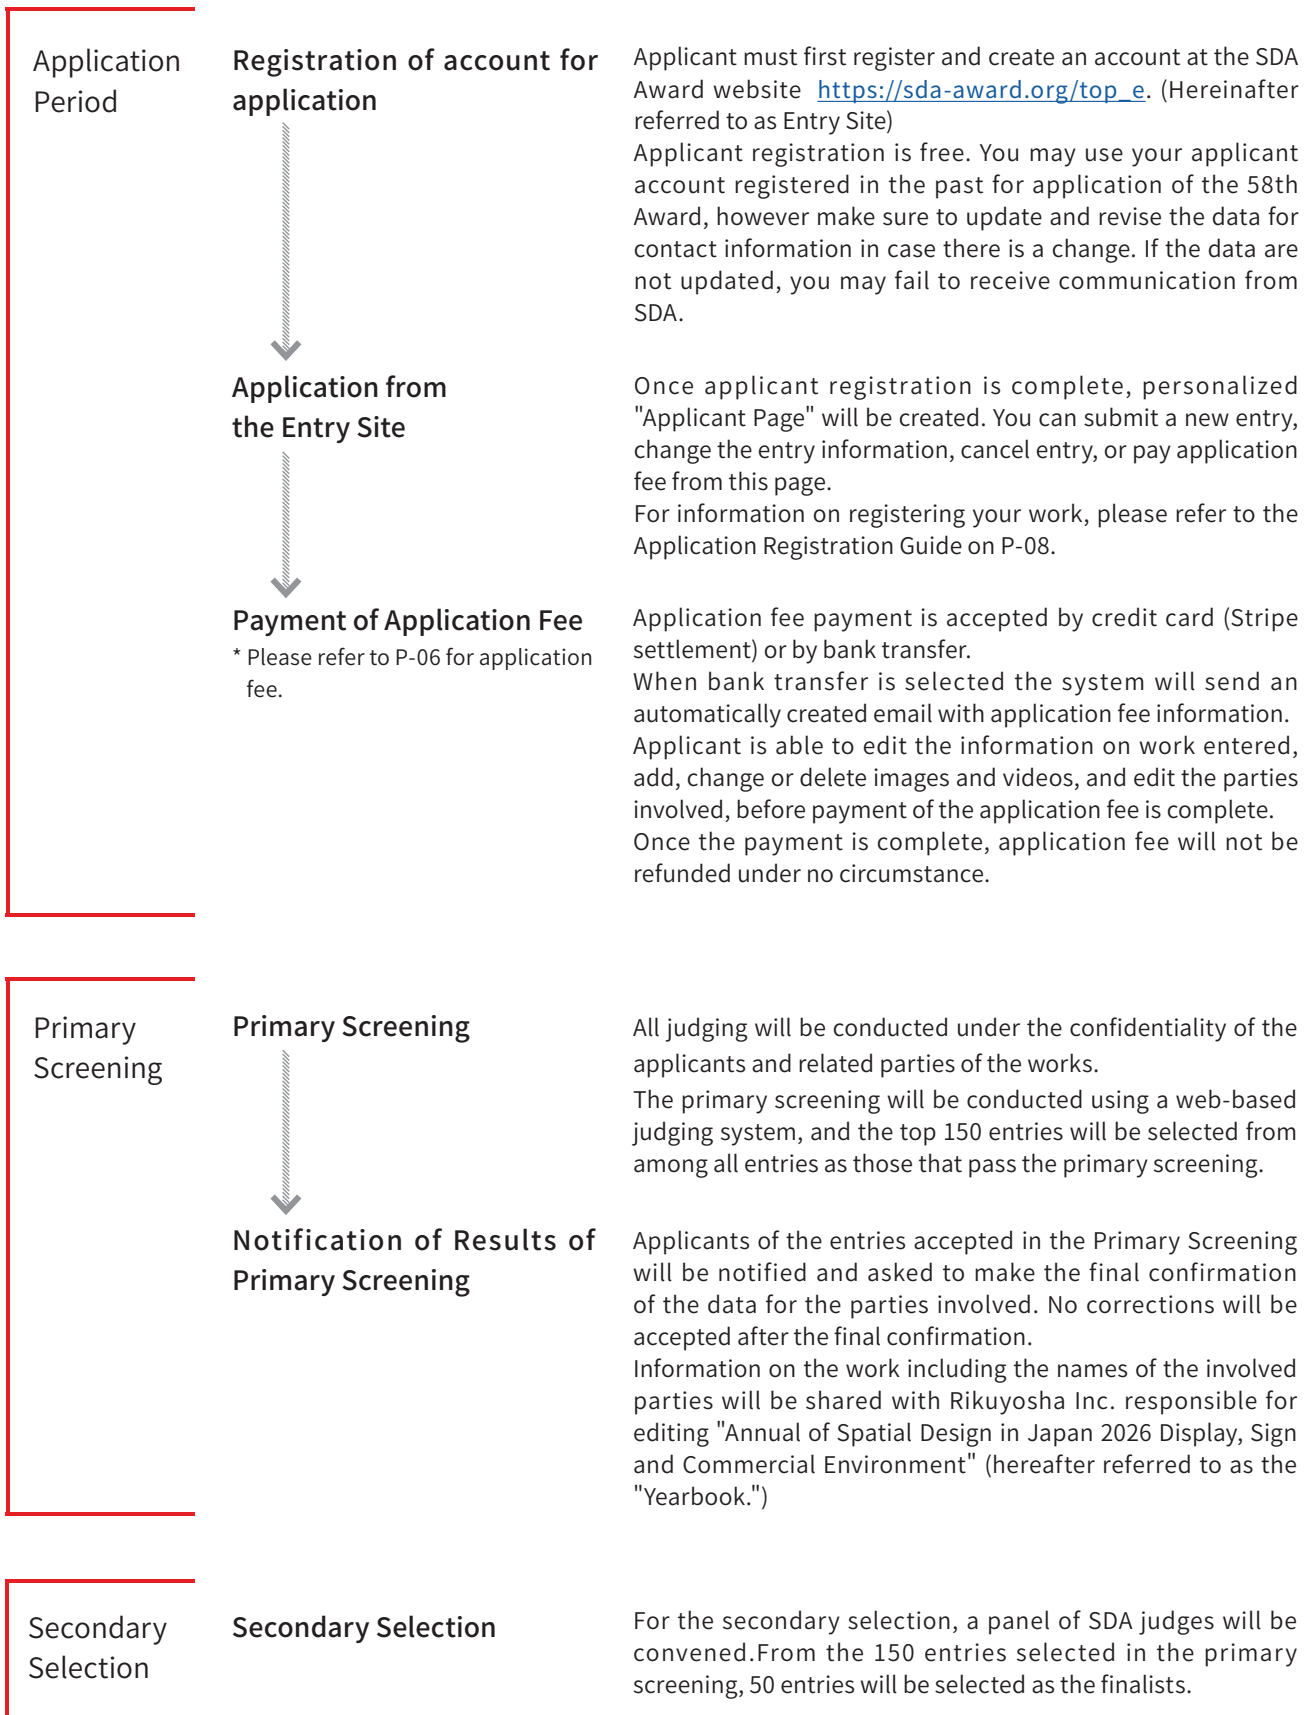 Application
Period
Registration of account for
application
Applicant must first register and create an account at the SDA
Award website https://sda-award.org/top_e. (Hereinafter
referred to as Entry Site)
Applicant registration is free. You may use your applicant
account registered in the past for application of the 58th
Award, however make sure to update and revise the data for
contact information in case there is a change. If the data are
not updated, you may fail to receive communication from
SDA.
Application from
the Entry Site
Once applicant registration is complete, personalized
"Applicant Page" will be created. You can submit a new entry,
change the entry information, cancel entry, or pay application
fee from this page.
For information on registering your work, please refer to the
Application Registration Guide on P-08.
Payment of Application Fee
* Please refer to P-06 for application
fee.
Application fee payment is accepted by credit card (Stripe
settlement) or by bank transfer.
When bank transfer is selected the system will send an
automatically created email with application fee information.
Applicant is able to edit the information on work entered,
add, change or delete images and videos, and edit the parties
involved, before payment of the application fee is complete.
Once the payment is complete, application fee will not be
refunded under no circumstance.
Primary
Screening
Primary Screening
All judging will be conducted under the confidentiality of the
applicants and related parties of the works.
The primary screening will be conducted using a web-based
judging system, and the top 150 entries will be selected from
among all entries as those that pass the primary screening.
Notification of Results of
Primary Screening
Applicants of the entries accepted in the Primary Screening
will be notified and asked to make the final confirmation
of the data for the parties involved. No corrections will be
accepted after the final confirmation.
Information on the work including the names of the involved
parties will be shared with Rikuyosha Inc. responsible for
editing "Annual of Spatial Design in Japan 2026 Display, Sign
and Commercial Environment" (hereafter referred to as the
"Yearbook.")
Secondary
Selection
Secondary Selection
For the secondary selection, a panel of SDA judges will be
convened.From the 150 entries selected in the primary
screening, 50 entries will be selected as the finalists.